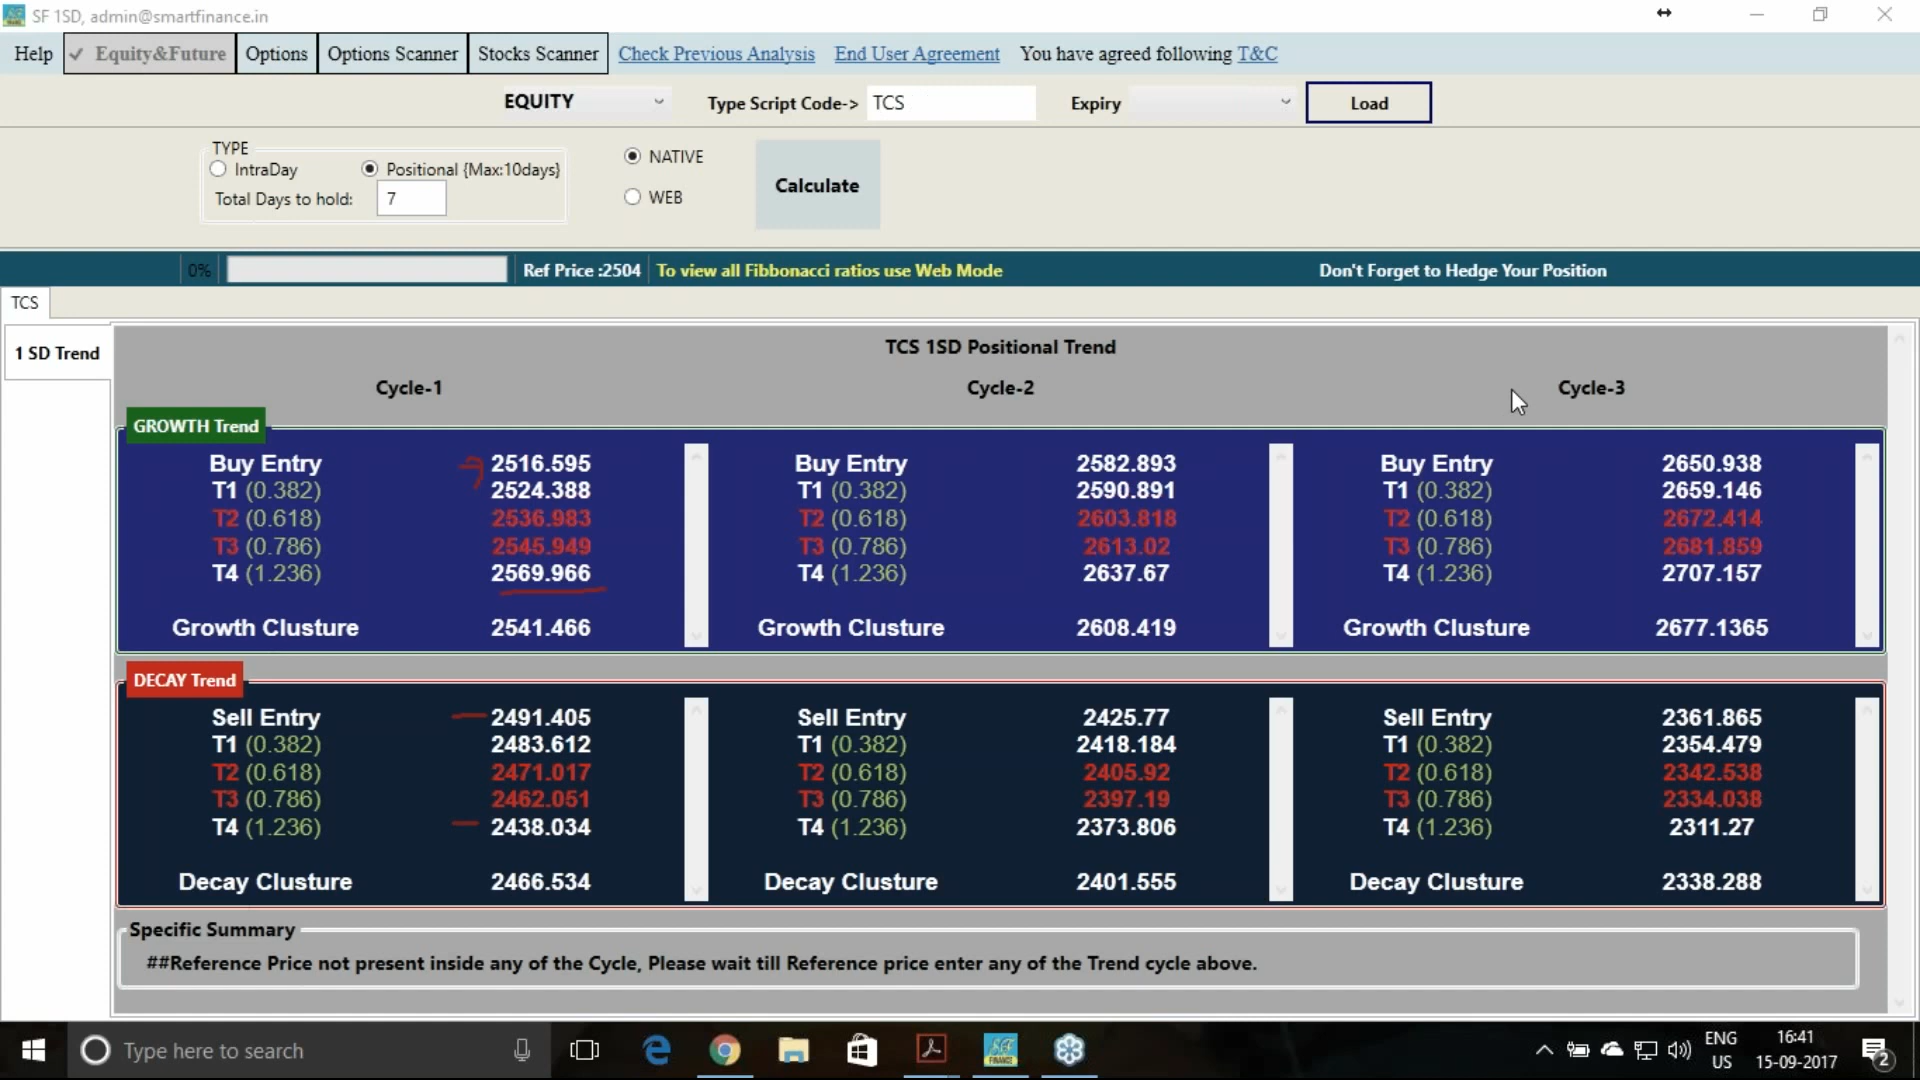 SF 1SD, admin@smartfinance.in
Help ✓ Equity&Future Options Options Scanner Stocks Scanner Check Previous Analysis End User Agreement You have agreed following T&C
EQUITY Type Script Code-> TCS Expiry Load
TYPE
IntraDay Positional {Max:10days}
Total Days to hold: 7
NATIVE
WEB
Calculate
0% Ref Price :2504 To view all Fibbonacci ratios use Web Mode Don't Forget to Hedge Your Position
TCS
1 SD Trend
TCS 1SD Positional Trend
Cycle-1 Cycle-2 Cycle-3
GROWTH Trend
Buy Entry 2516.595 Buy Entry 2582.893 Buy Entry 2650.938
T1 (0.382) 2524.388 T1 (0.382) 2590.891 T1 (0.382) 2659.146
T2 (0.618) 2536.983 T2 (0.618) 2603.818 T2 (0.618) 2672.414
T3 (0.786) 2545.949 T3 (0.786) 2613.02 T3 (0.786) 2681.859
T4 (1.236) 2569.966 T4 (1.236) 2637.67 T4 (1.236) 2707.157
Growth Clusture 2541.466 Growth Clusture 2608.419 Growth Clusture 2677.1365
DECAY Trend
Sell Entry 2491.405 Sell Entry 2425.77 Sell Entry 2361.865
T1 (0.382) 2483.612 T1 (0.382) 2418.184 T1 (0.382) 2354.479
T2 (0.618) 2471.017 T2 (0.618) 2405.92 T2 (0.618) 2342.538
T3 (0.786) 2462.051 T3 (0.786) 2397.19 T3 (0.786) 2334.038
T4 (1.236) 2438.034 T4 (1.236) 2373.806 T4 (1.236) 2311.27
Decay Clusture 2466.534 Decay Clusture 2401.555 Decay Clusture 2338.288
Specific Summary
##Reference Price not present inside any of the Cycle, Please wait till Reference price enter any of the Trend cycle above.
Type here to search
ENG
US
16:41
15-09-2017
2